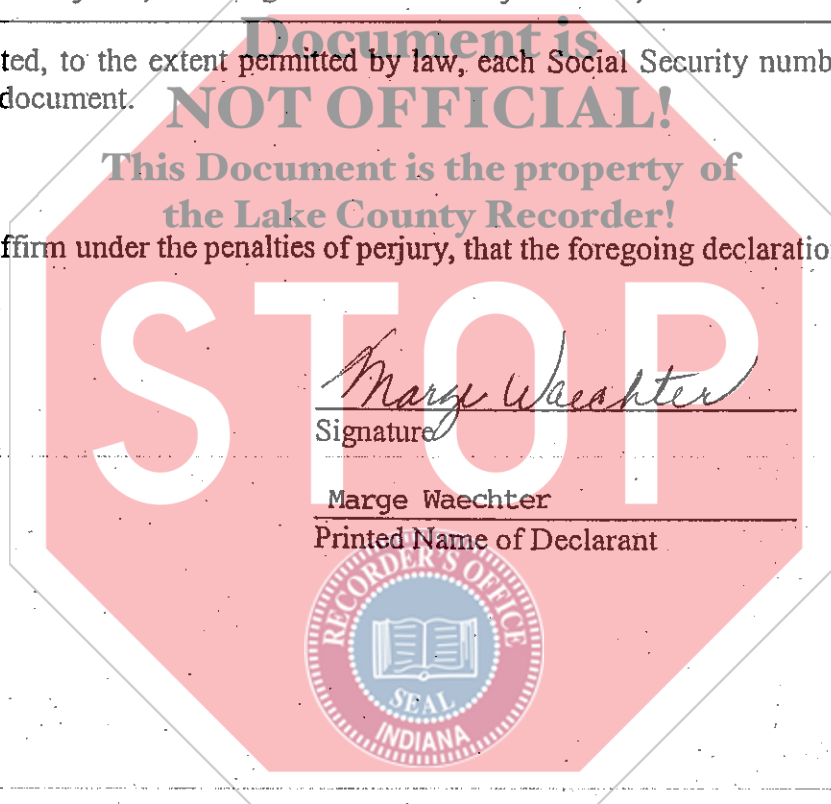 Document is
ted, to the extent permitted by law, each Social Security numb
document.
NOT OFFICIAL!
This Document is the property of
the Lake County Recorder!
ffirm under the penalties of perjury, that the foregoing declaratio
STOP
Marge Waechter
Signature
Marge Waechter
Printed Name of Declarant
RECORDER'S OFFICE
SEAL
INDIANA